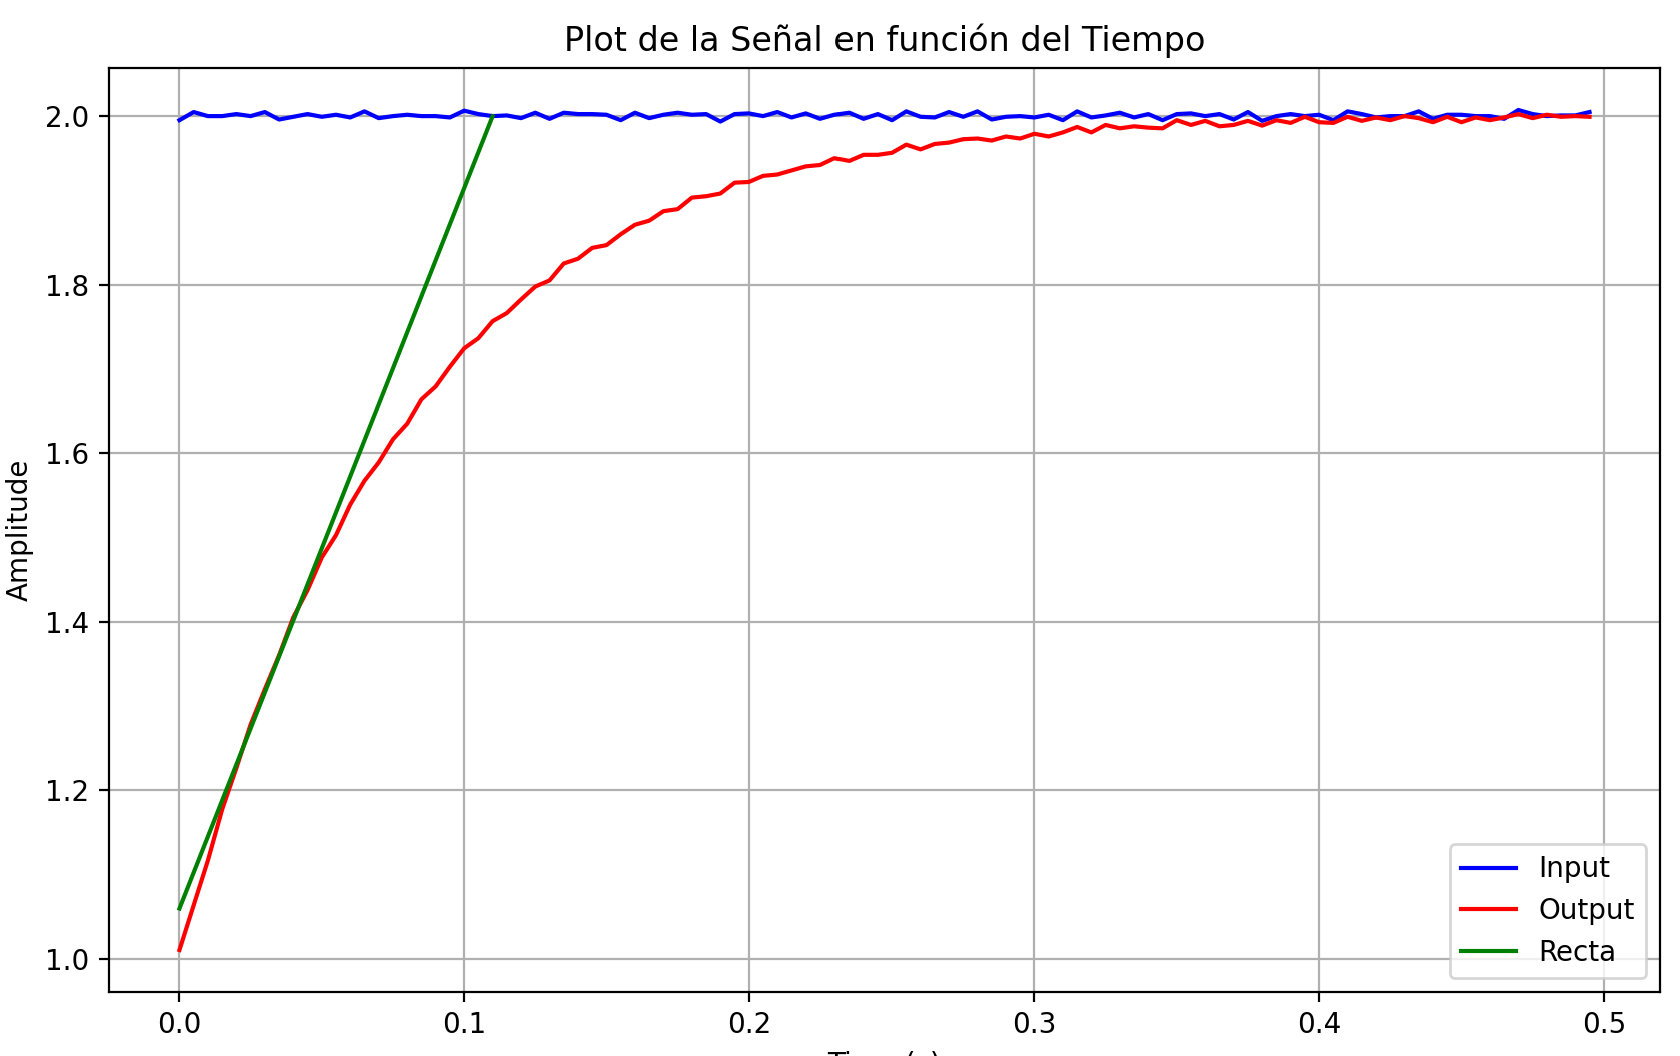 Plot de la Señal en función del Tiempo
Amplitude
2.0
1.8
1.6
1.4
1.2
1.0
0.0 0.1 0.2 0.3 0.4 0.5
Input
Output
Recta